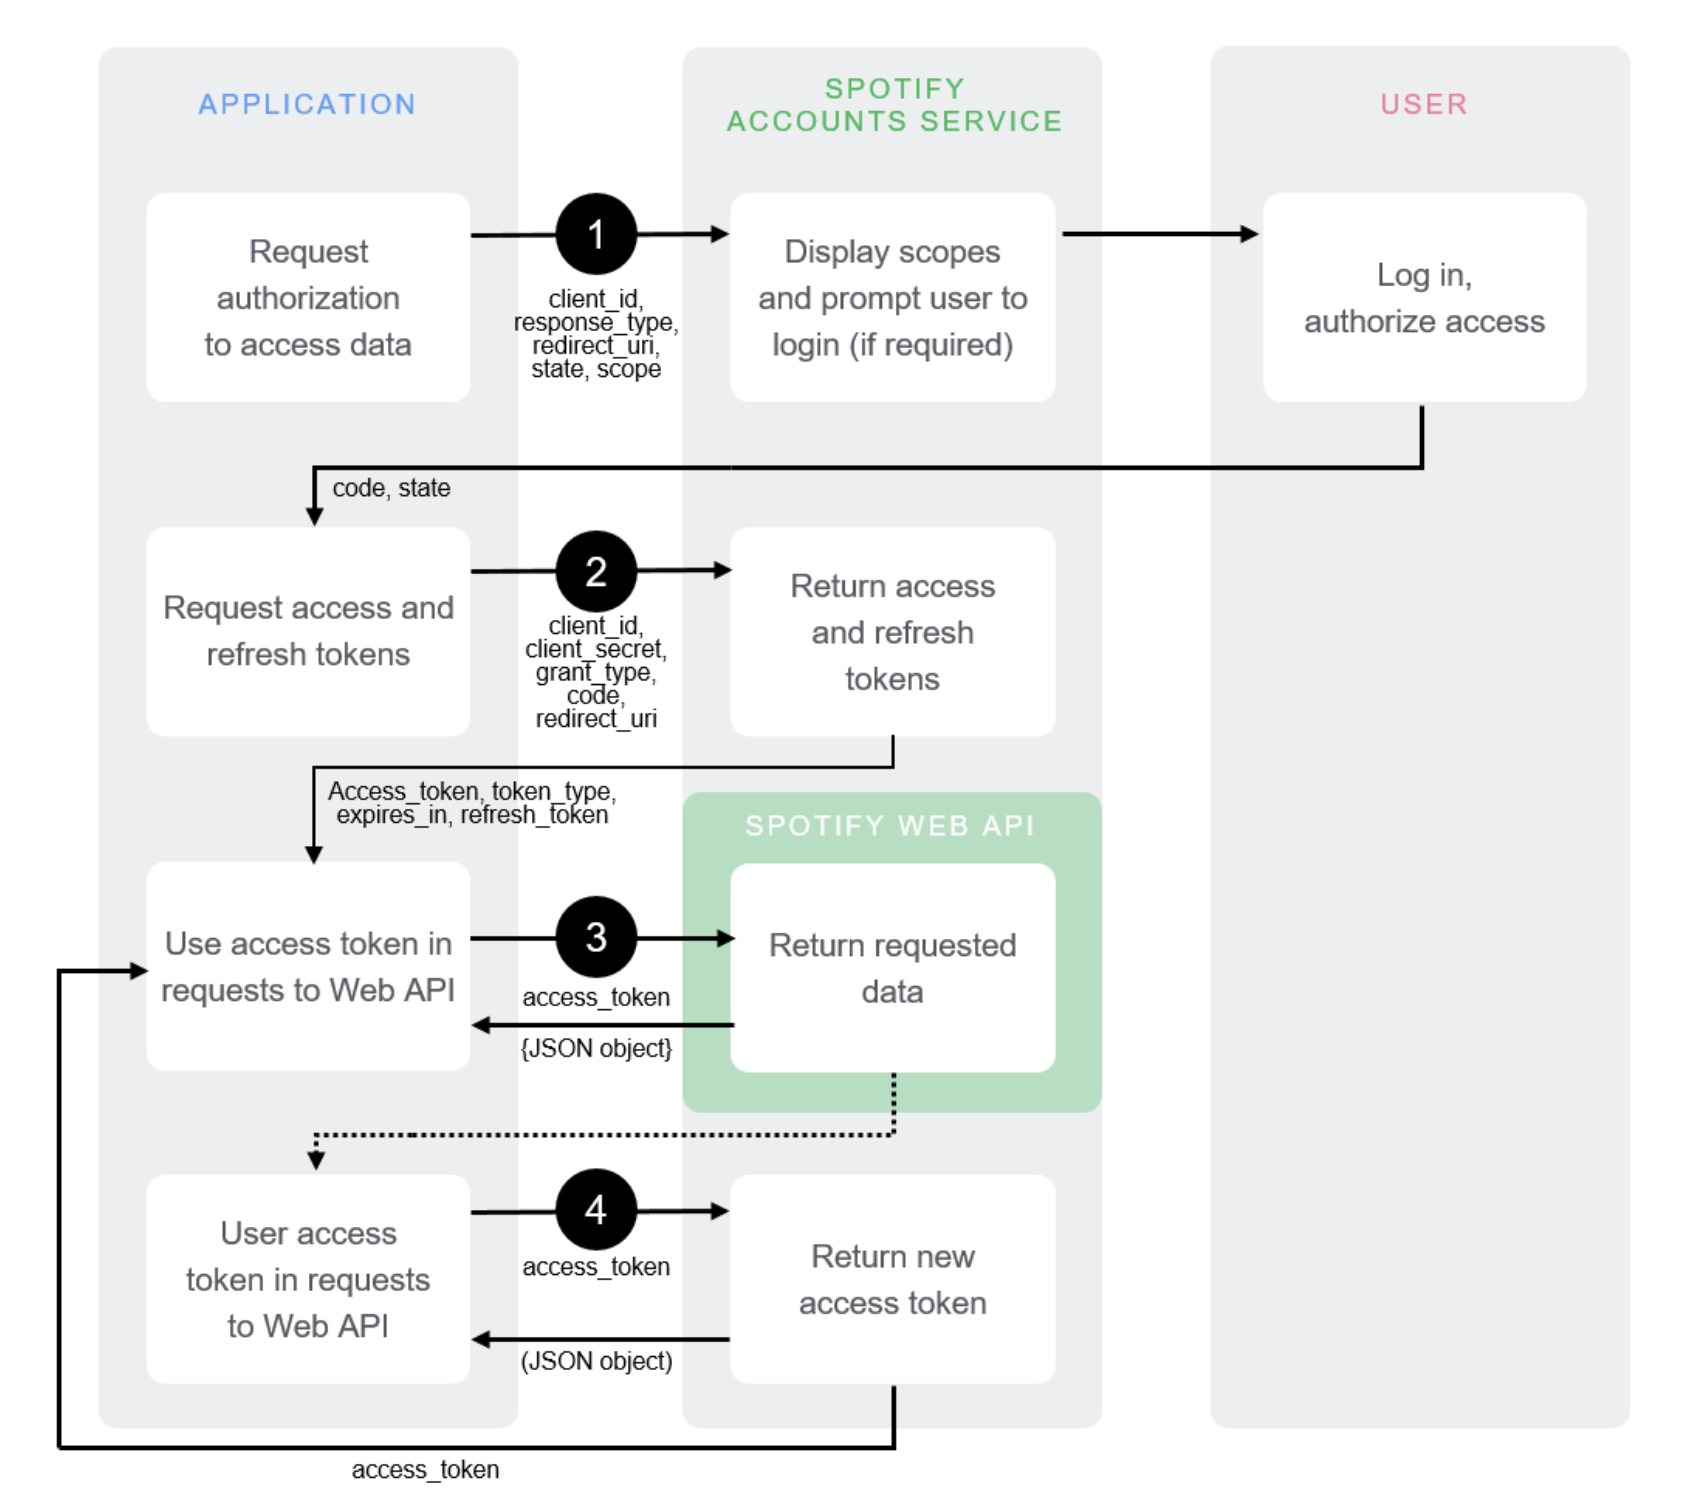 APPLICATION
SPOTIFY
ACCOUNTS SERVICE
USER
Request
authorization
to access data
1
client_id,
response_type,
redirect_uri,
state, scope
Display scopes
and prompt user to
login (if required)
Log in,
authorize access
code, state
Request access and
refresh tokens
2
client_id,
client_secret,
grant_type,
code,
redirect_uri
Return access
and refresh
tokens
Access_token, token_type,
expires_in, refresh_token
SPOTIFY WEB API
Use access token in
requests to Web API
3
access_token
{JSON object}
Return requested
data
User access
token in requests
to Web API
4
access_token
(JSON object)
Return new
access token
access_token